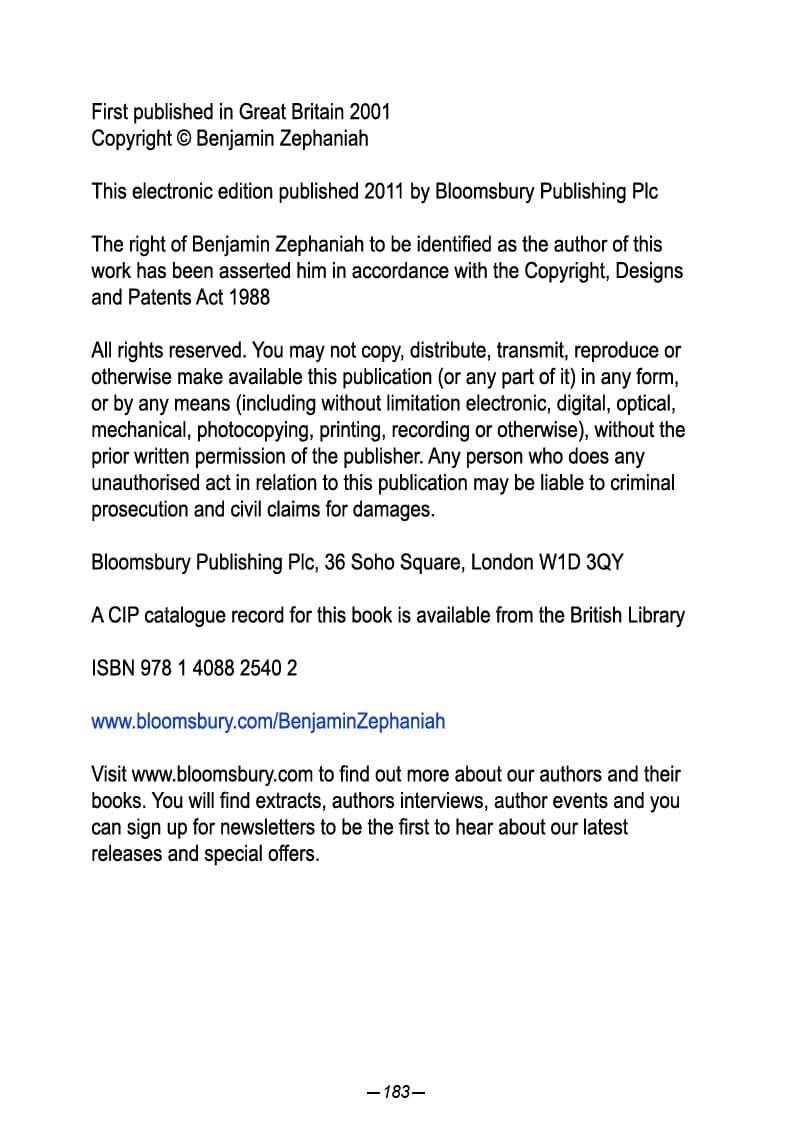 First published in Great Britain 2001
Copyright © Benjamin Zephaniah
This electronic edition published 2011 by Bloomsbury Publishing Plc
The right of Benjamin Zephaniah to be identified as the author of this
work has been asserted him in accordance with the Copyright, Designs
and Patents Act 1988
All rights reserved. You may not copy, distribute, transmit, reproduce or
otherwise make available this publication (or any part of it) in any form,
or by any means (including without limitation electronic, digital, optical,
mechanical, photocopying, printing, recording or otherwise), without the
prior written permission of the publisher. Any person who does any
unauthorised act in relation to this publication may be liable to criminal
prosecution and civil claims for damages.
Bloomsbury Publishing Plc, 36 Soho Square, London W1D 3QY
A CIP catalogue record for this book is available from the British Library
ISBN 978 1 4088 2540 2
www.bloomsbury.com/BenjaminZephaniah
Visit www.bloomsbury.com to find out more about our authors and their
books. You will find extracts, authors interviews, author events and you
can sign up for newsletters to be the first to hear about our latest
releases and special offers.
—183—